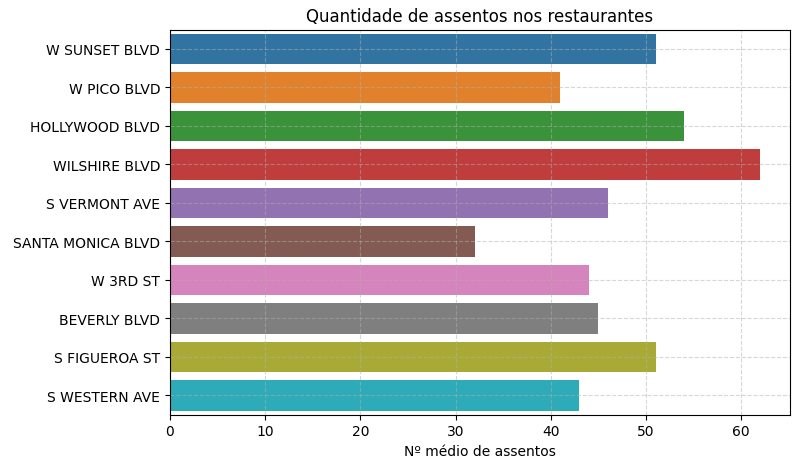 Quantidade de assentos nos restaurantes
W SUNSET BLVD
W PICO BLVD
HOLLYWOOD BLVD
WILSHIRE BLVD
S VERMONT AVE
SANTA MONICA BLVD
W 3RD ST
BEVERLY BLVD
S FIGUEROA ST
S WESTERN AVE
0 10 20 30 40 50 60
Nº médio de assentos